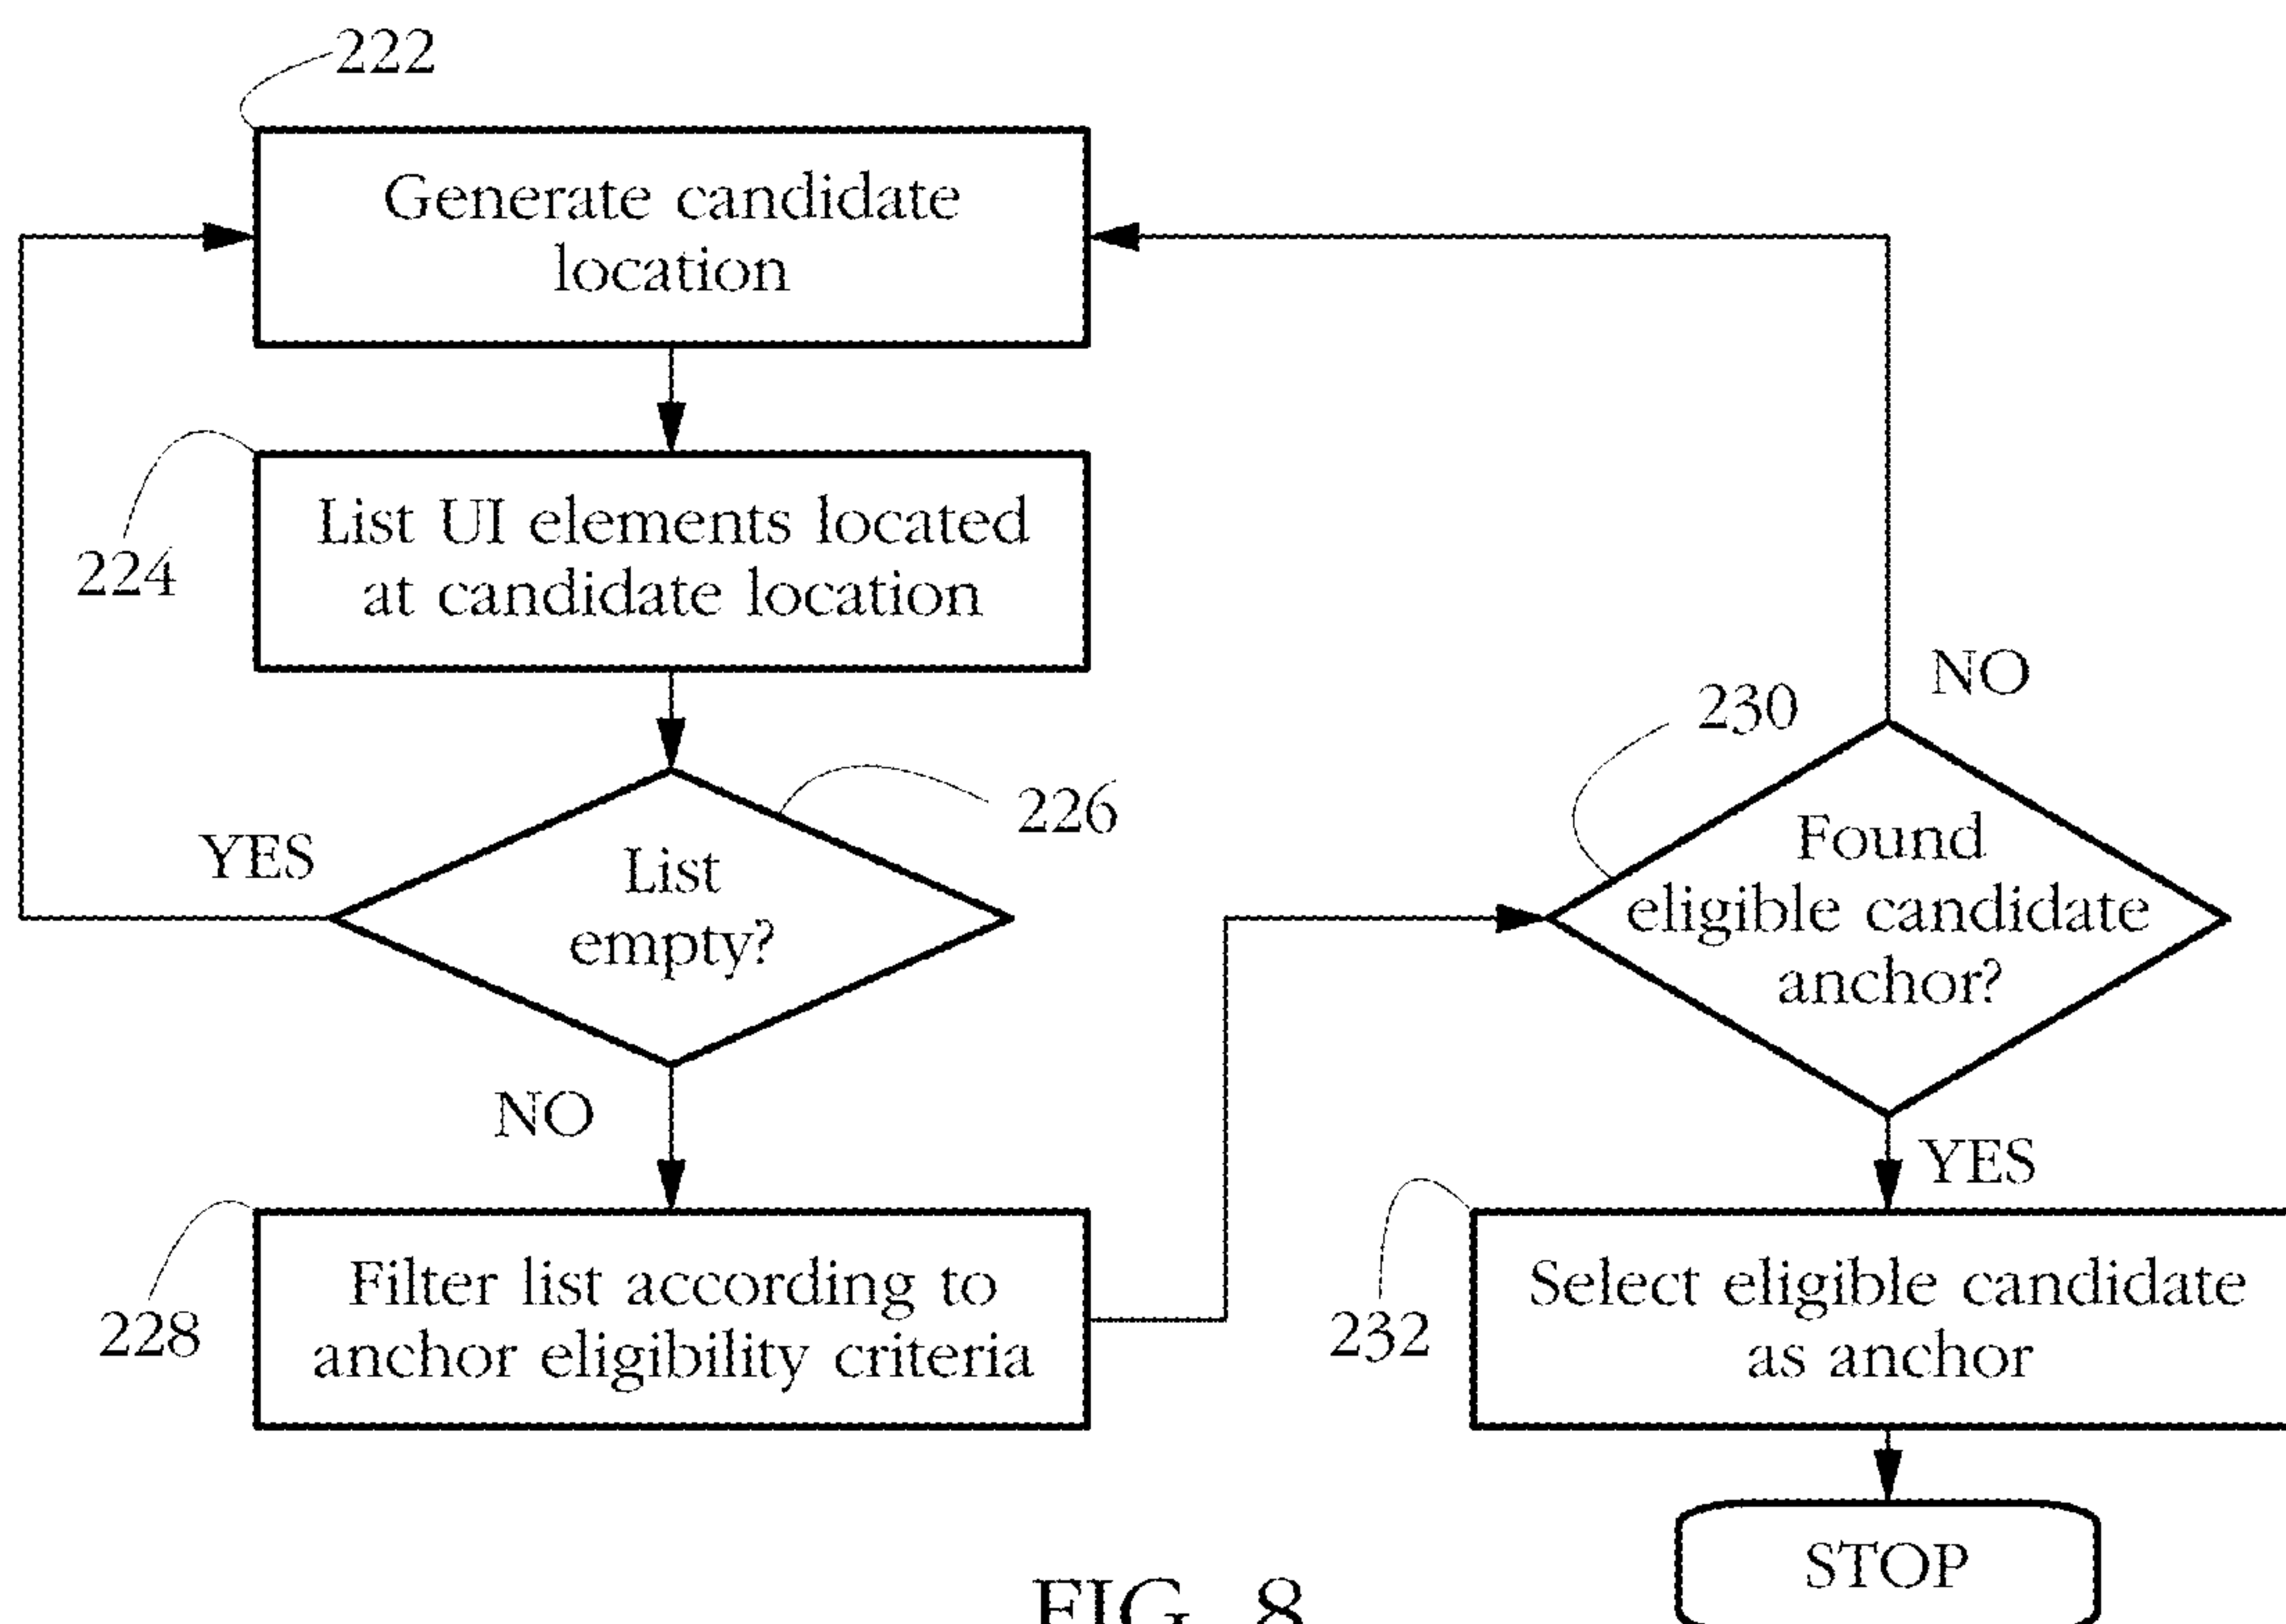 222
Generate candidate
location
224
List UI elements located
at candidate location
226
List
empty?
YES
NO
228
Filter list according to
anchor eligibility criteria
230
Found
eligible candidate
anchor?
NO
YES
232
Select eligible candidate
as anchor
STOP
FIG. 8